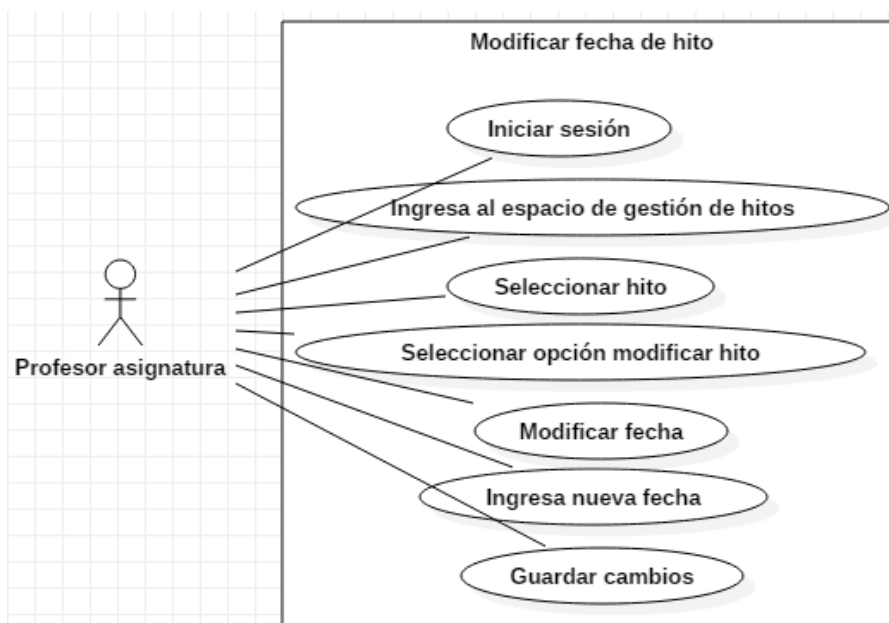 Modificar fecha de hito
Iniciar sesión
Ingresa al espacio de gestión de hitos
Seleccionar hito
Seleccionar opción modificar hito
Profesor asignatura
Modificar fecha
Ingresa nueva fecha
Guardar cambios